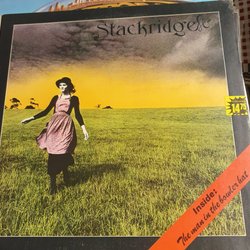 Stackridge
Inside:
The man in the bowler hat